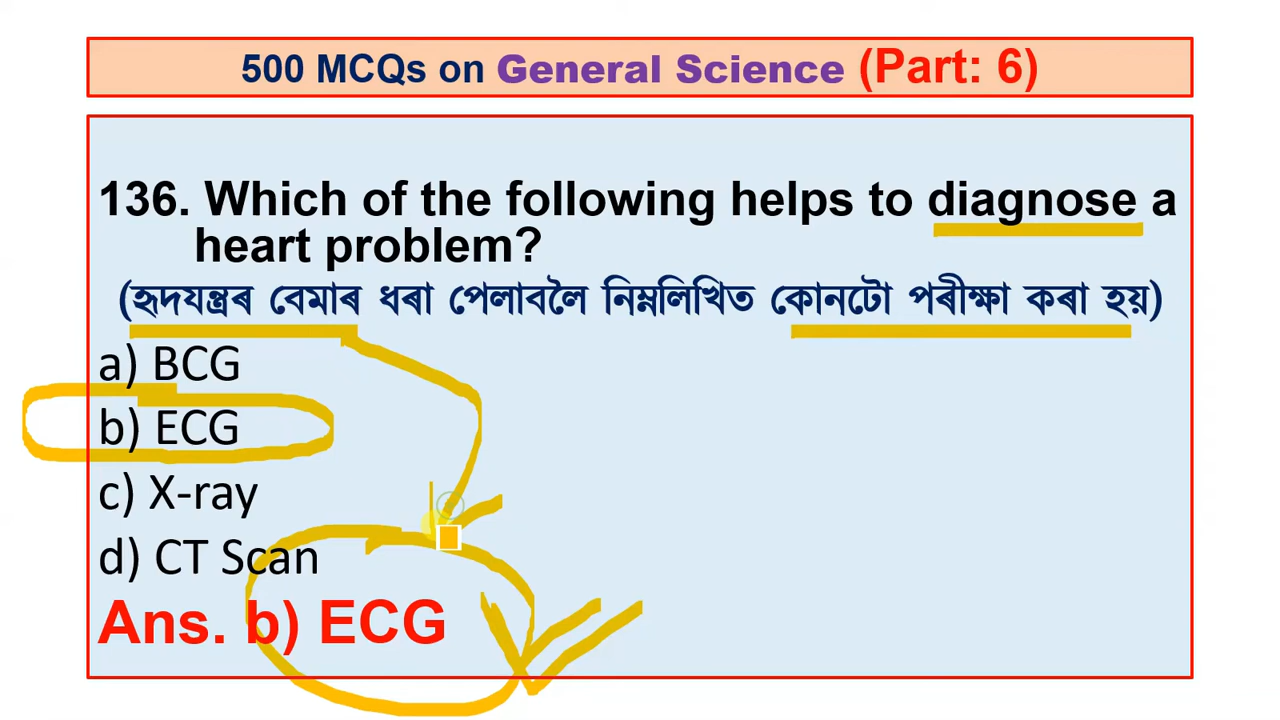 500 MCQs on General Science (Part: 6)
136. Which of the following helps to diagnose a
heart problem?
(হৃদযন্ত্ৰৰ বেমাৰ ধৰা পেলাবলৈ নিম্নলিখিত কোনটো পৰীক্ষা কৰা হয়)
a) BCG
b) ECG
c) X-ray
d) CT Scan
Ans. b) ECG